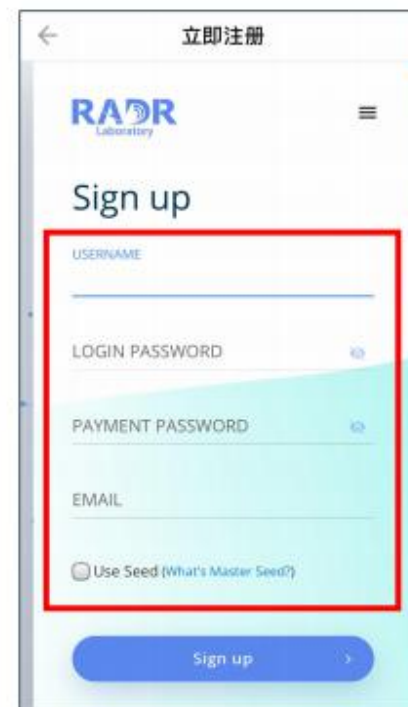 立即注册
RADR
Laboratory
Sign up
USERNAME
LOGIN PASSWORD
PAYMENT PASSWORD
EMAIL
Use Seed (What's Master Seed?)
Sign up